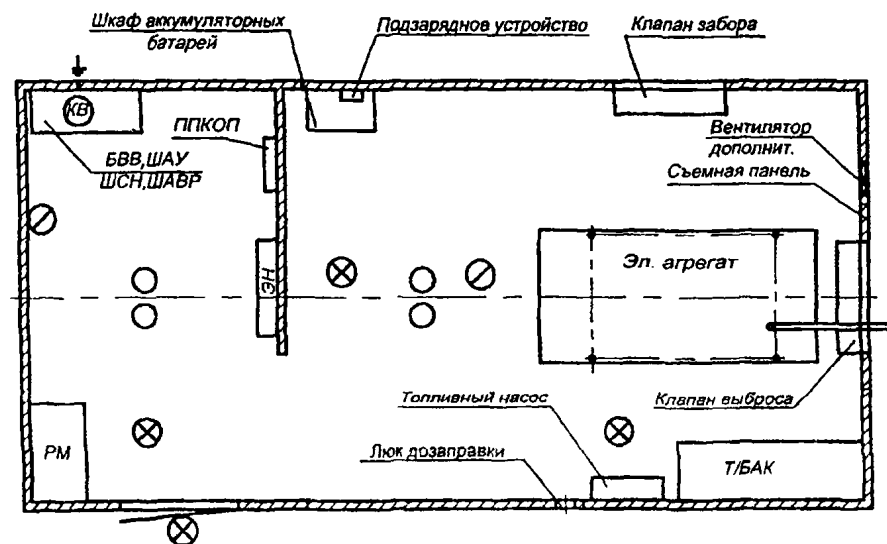 Шкаф аккумуляторных
батарей
Подзарядное устройство
Клапан забора
КВ
ППКОП
БВВ,ШАУ
ШСН,ШАВР
Вентилятор
дополнит.
Съемная панель
Эл. агрегат
ЭН
Топливный насос
Клапан выброса
РМ
Люк дозаправки
Т/БАК